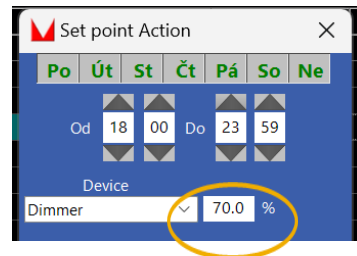 Set point Action
Po Út St Čt Pá So Ne
Od 18 00 Do 23 59
Device
Dimmer 70.0 %